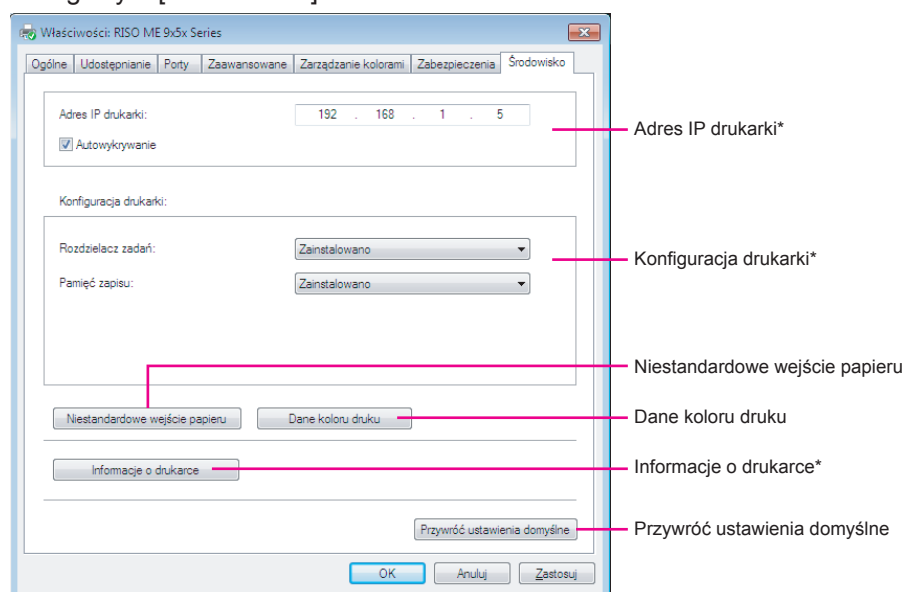 Właściwości: RISO ME 9x5x Series
Ogólne Udostępnianie Porty Zaawansowane Zarządzanie kolorami Zabezpieczenia Środowisko
Adres IP drukarki: 192 . 168 . 1 . 5
Adres IP drukarki*
Autowykrywanie
Konfiguracja drukarki:
Rozdzielacz zadań: Zainstalowano
Konfiguracja drukarki*
Pamięć zapisu: Zainstalowano
Niestandardowe wejście papieru
Niestandardowe wejście papieru Dane koloru druku
Dane koloru druku
Informacje o drukarce
Informacje o drukarce*
Przywróć ustawienia domyślne
Przywróć ustawienia domyślne
OK Anuluj Zastosuj